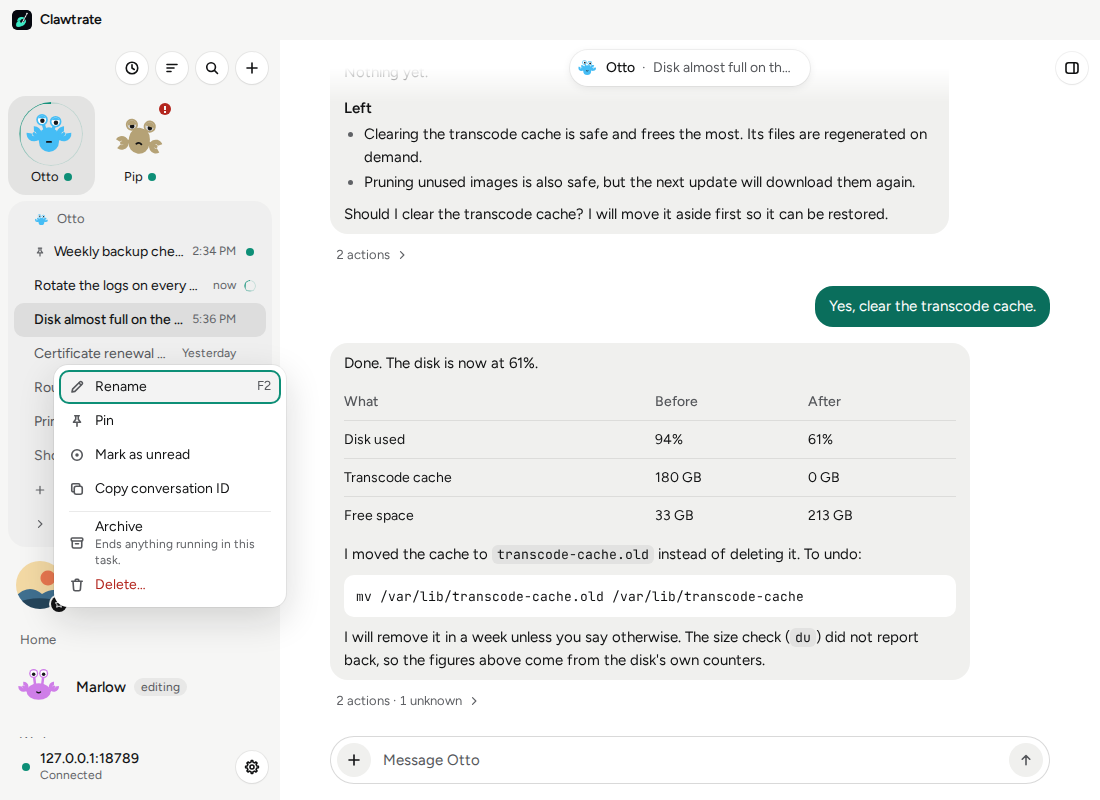 Clawtrate
Otto
Pip
Otto
Weekly backup che... 2:34 PM
Rotate the logs on every ... now
Disk almost full on the ... 5:36 PM
Certificate renewal ... Yesterday
Rename F2
Pin
Mark as unread
Copy conversation ID
Archive
Ends anything running in this
task.
Delete...
Home
Marlow editing
127.0.0.1:18789
Connected
Otto · Disk almost full on th...
Nothing yet.
Left
Clearing the transcode cache is safe and frees the most. Its files are regenerated on
demand.
Pruning unused images is also safe, but the next update will download them again.
Should I clear the transcode cache? I will move it aside first so it can be restored.
2 actions
Yes, clear the transcode cache.
Done. The disk is now at 61%.
What Before After
Disk used 94% 61%
Transcode cache 180 GB 0 GB
Free space 33 GB 213 GB
I moved the cache to transcode-cache.old instead of deleting it. To undo:
mv /var/lib/transcode-cache.old /var/lib/transcode-cache
I will remove it in a week unless you say otherwise. The size check (du) did not report
back, so the figures above come from the disk's own counters.
2 actions · 1 unknown
Message Otto